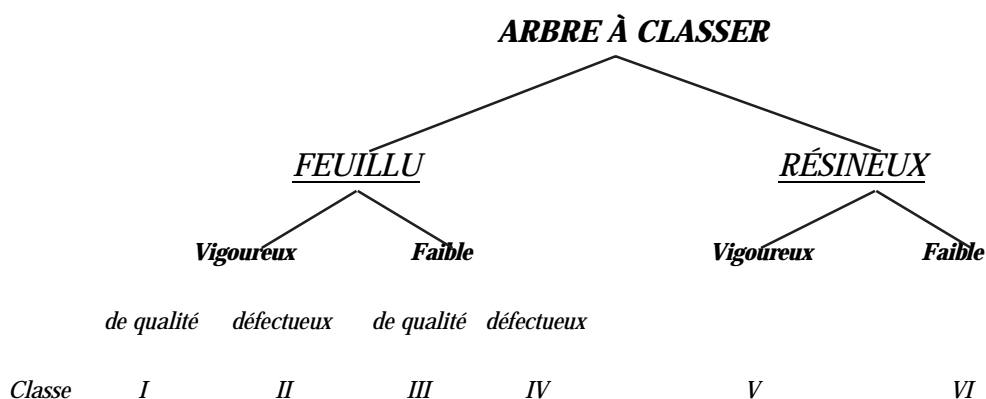 ARBRE À CLASSER
FEUILLU RÉSINEUX
Vigoureux Faible Vigoureux Faible
de qualité défectueux de qualité défectueux
Classe I II III IV V VI